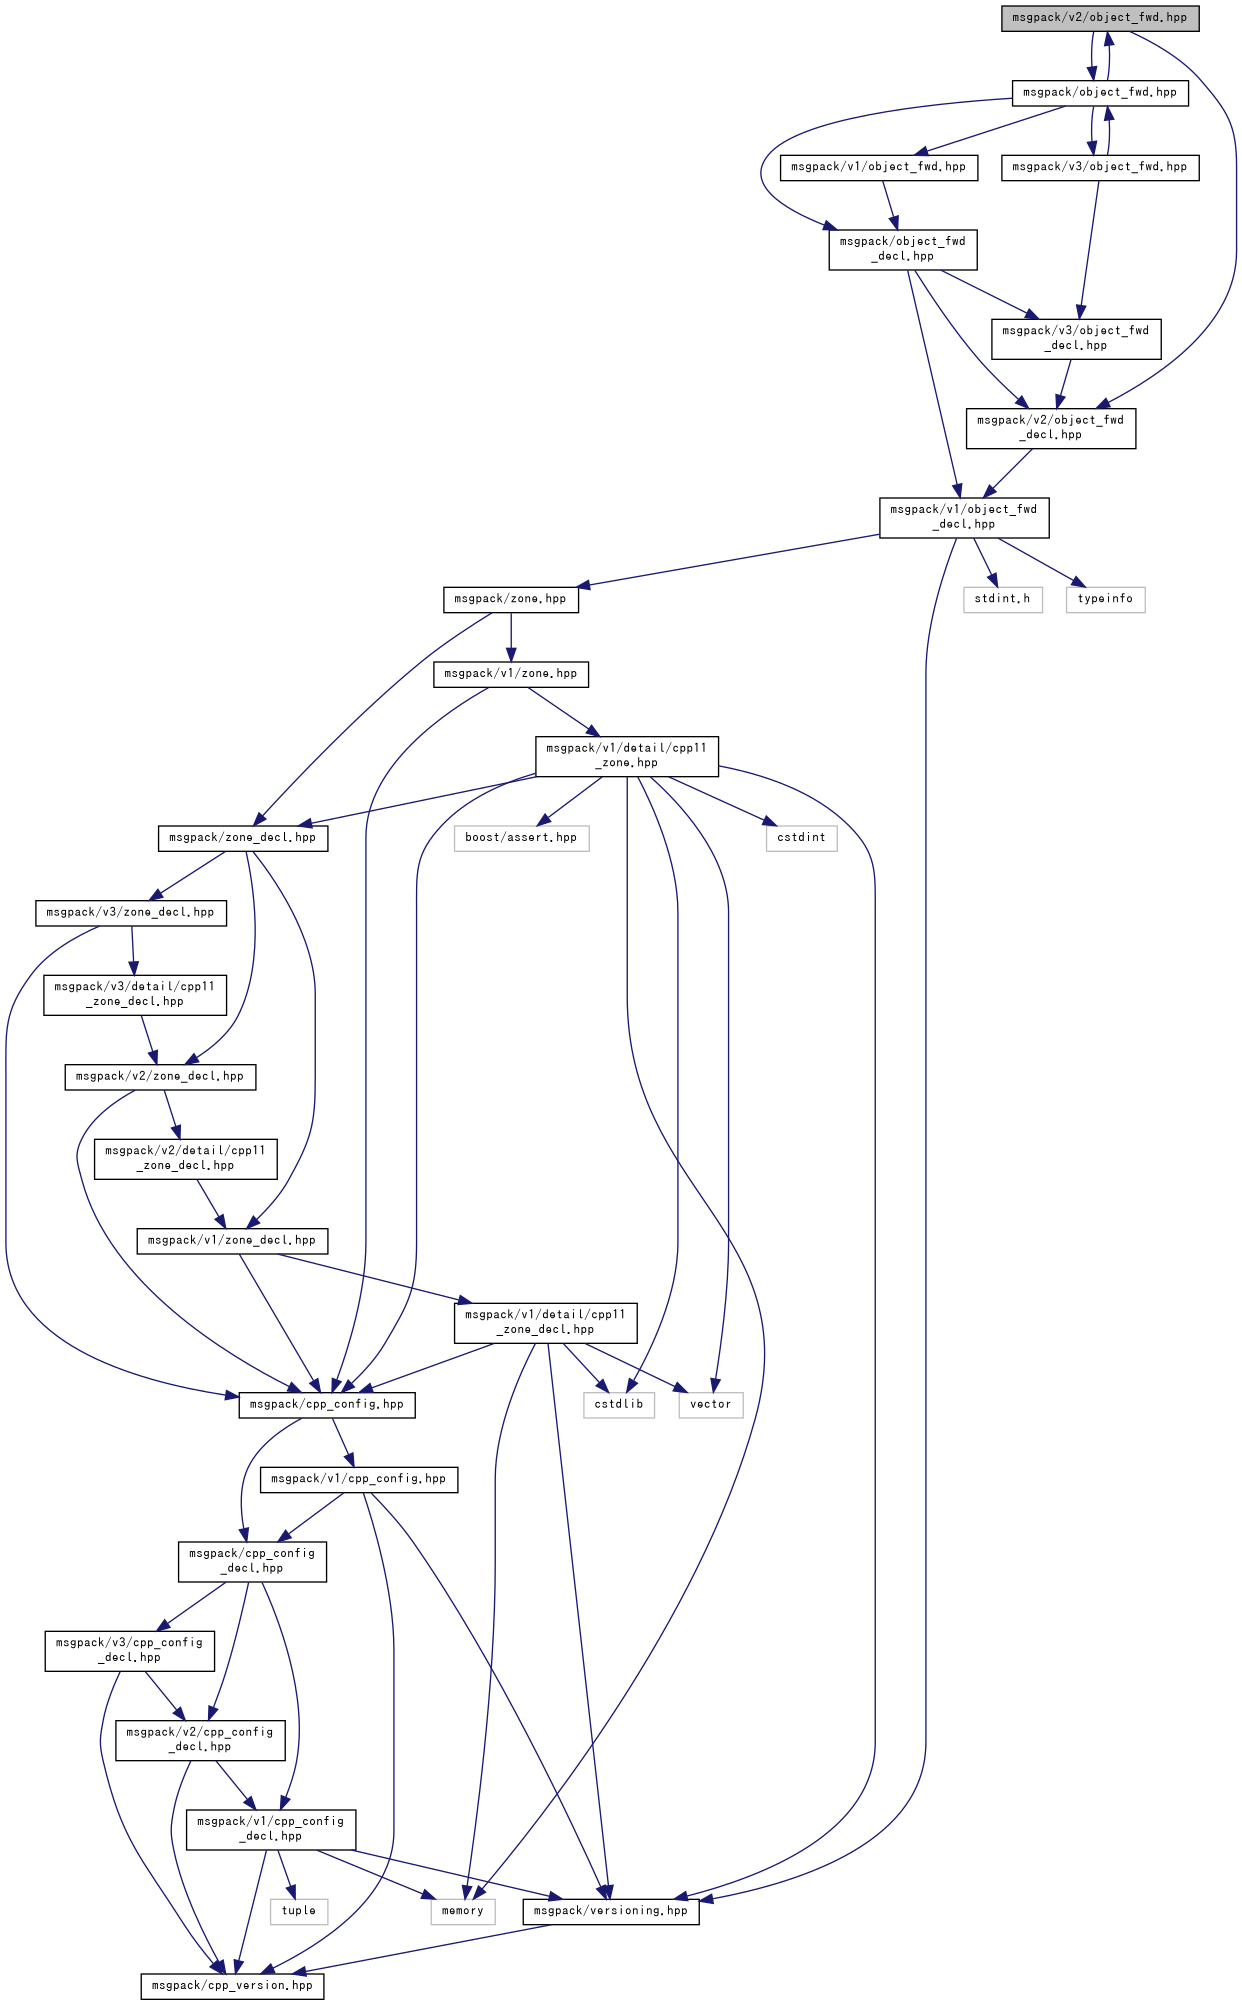 msgpack/v2/object_fwd.hpp
msgpack/object_fwd.hpp
msgpack/v1/object_fwd.hpp
msgpack/v3/object_fwd.hpp
msgpack/object_fwd
_decl.hpp
msgpack/v3/object_fwd
_decl.hpp
msgpack/v2/object_fwd
_decl.hpp
msgpack/v1/object_fwd
_decl.hpp
msgpack/zone.hpp
stdint.h
typeinfo
msgpack/v1/zone.hpp
msgpack/v1/detail/cpp11
_zone.hpp
msgpack/zone_decl.hpp
boost/assert.hpp
cstdint
msgpack/v3/zone_decl.hpp
msgpack/v3/detail/cpp11
_zone_decl.hpp
msgpack/v2/zone_decl.hpp
msgpack/v2/detail/cpp11
_zone_decl.hpp
msgpack/v1/zone_decl.hpp
msgpack/v1/detail/cpp11
_zone_decl.hpp
msgpack/cpp_config.hpp
cstdlib
vector
msgpack/v1/cpp_config.hpp
msgpack/cpp_config
_decl.hpp
msgpack/v3/cpp_config
_decl.hpp
msgpack/v2/cpp_config
_decl.hpp
msgpack/v1/cpp_config
_decl.hpp
tuple
memory
msgpack/versioning.hpp
msgpack/cpp_version.hpp